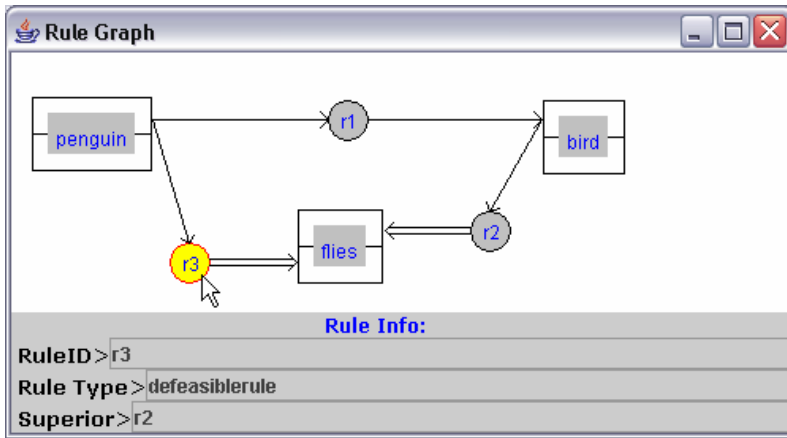 Rule Graph
penguin
r1
bird
r3
flies
r2
Rule Info:
RuleID>r3
Rule Type>defeasiblerule
Superior>r2